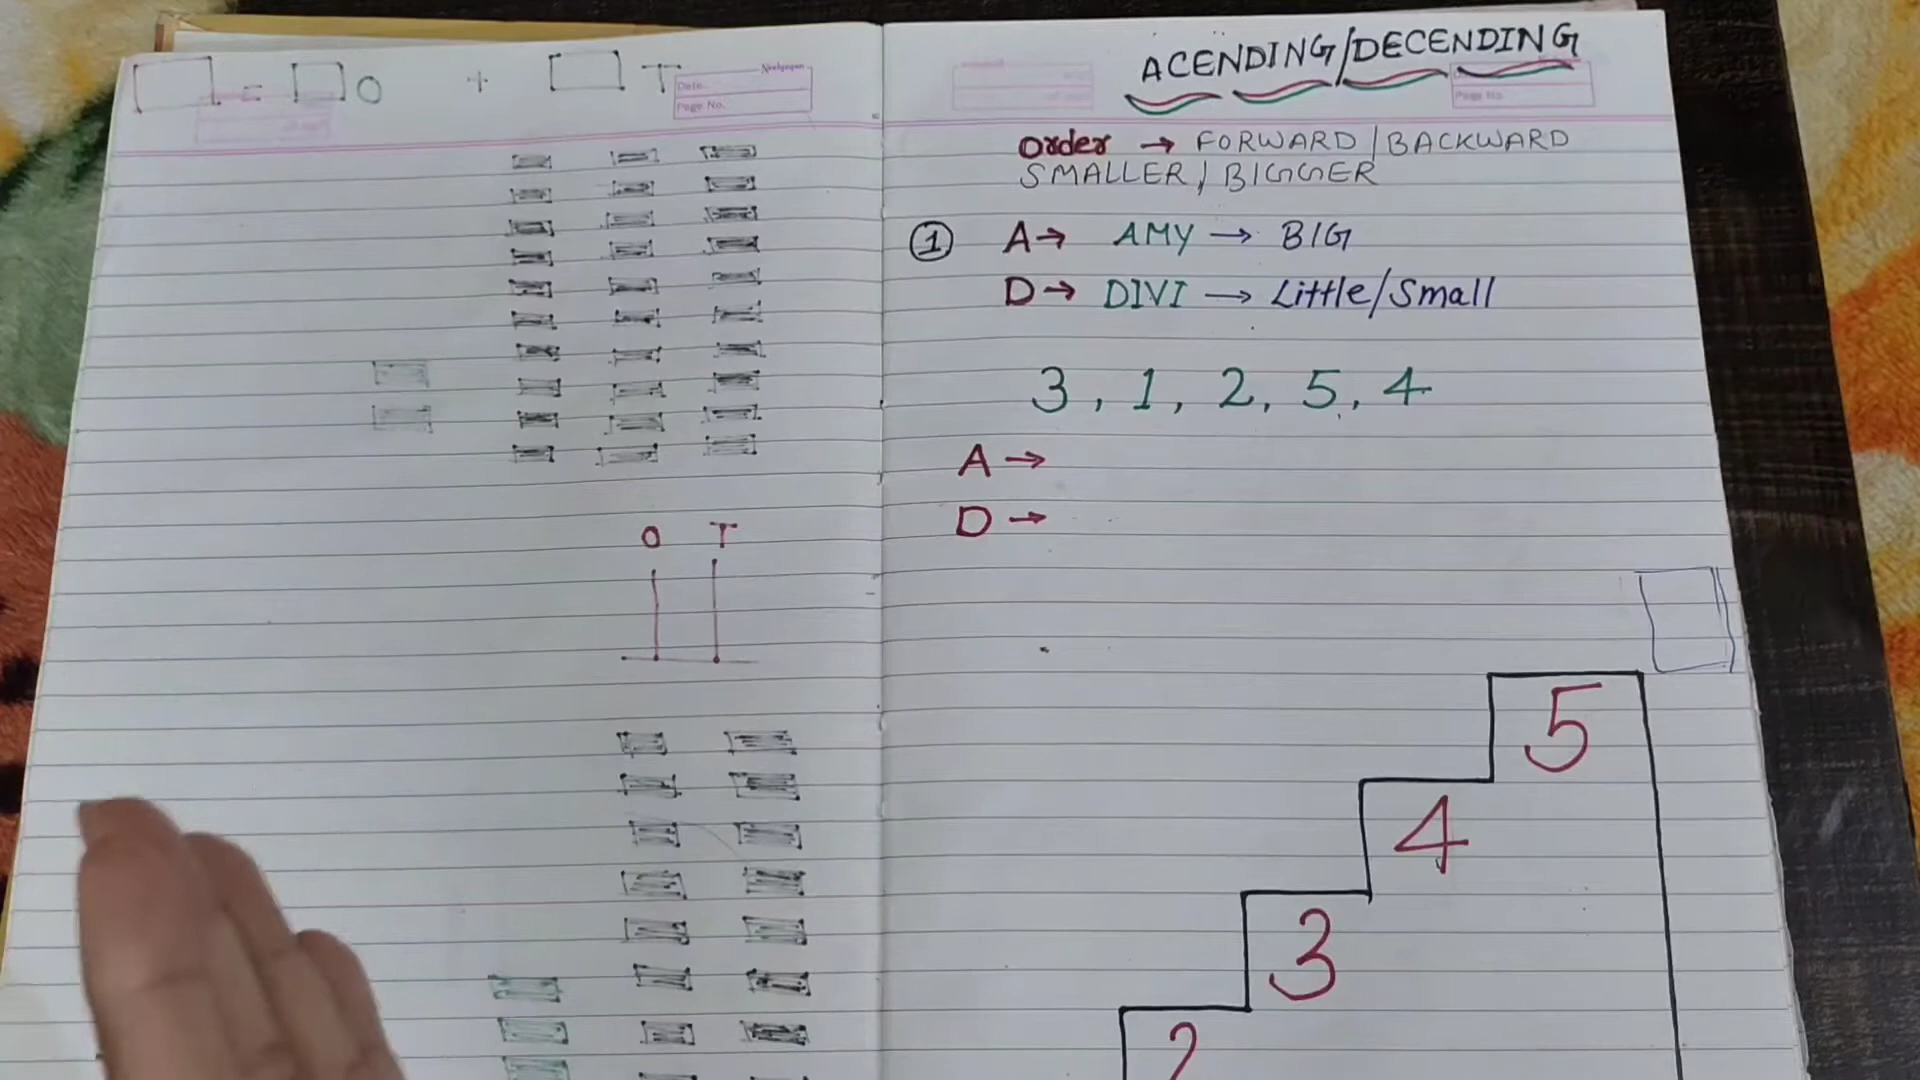 = O + T
Neelgagan
Date.
Page No.
O T
ACENDING/DECENDING
Page No.
Order → FORWARD/BACKWARD
SMALLER/BIGGER
1 A→ AMY → BIG
D→ DIVI → Little/Small
3, 1, 2, 5, 4
A →
D →
5
4
3
2